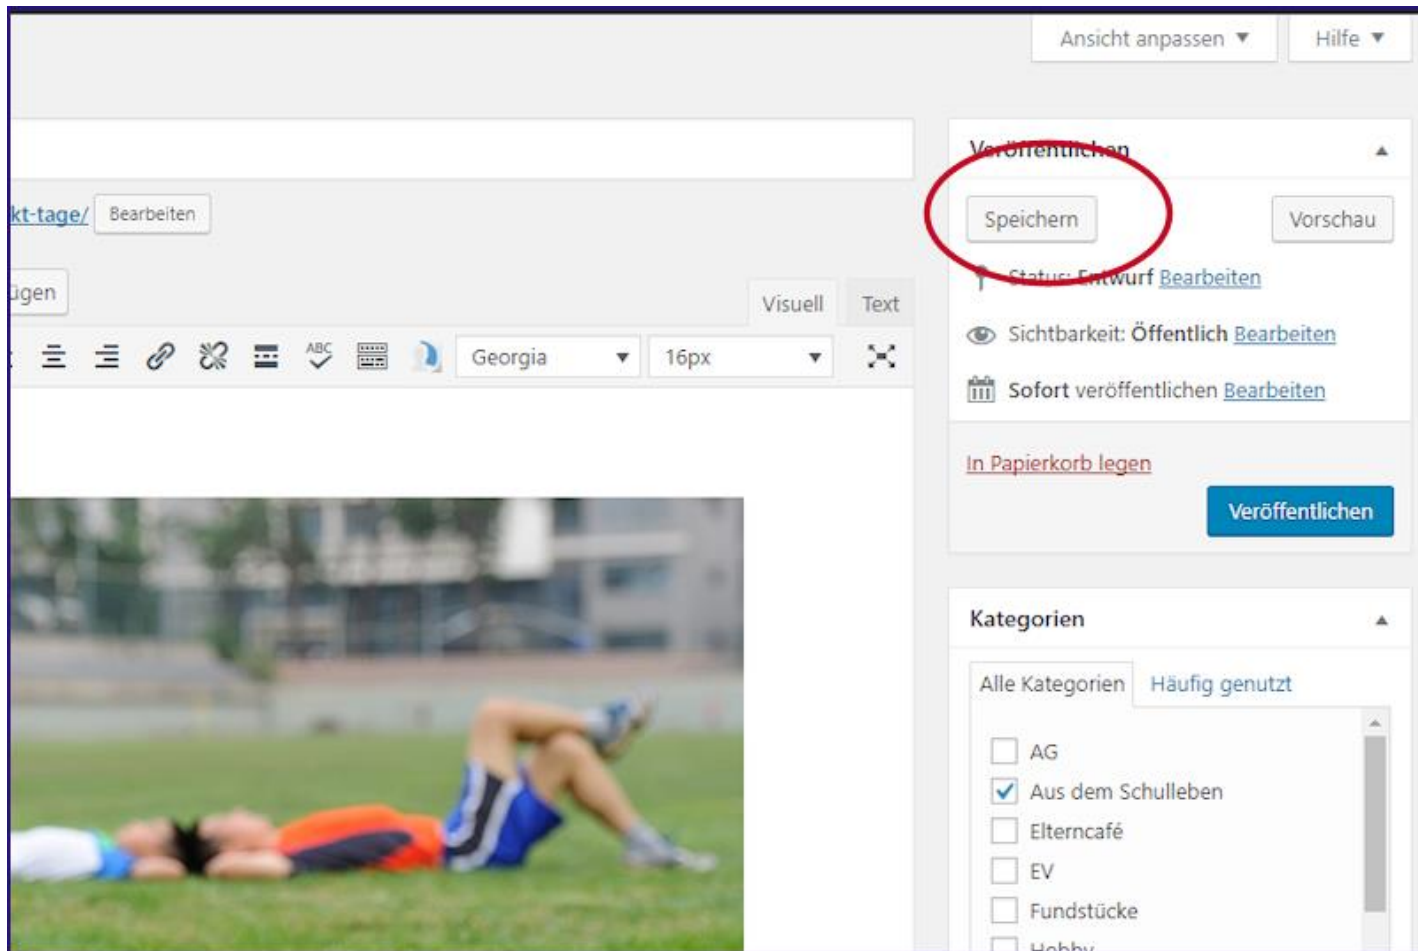 Ansicht anpassen ▼ Hilfe ▼
kt-tage/ Bearbeiten
ügen
Visuell Text
ABC Georgia ▼ 16px ▼
Veröffentlichen
Speichern Vorschau
Status: Entwurf Bearbeiten
Sichtbarkeit: Öffentlich Bearbeiten
Sofort veröffentlichen Bearbeiten
In Papierkorb legen
Veröffentlichen
Kategorien
Alle Kategorien Häufig genutzt
AG
Aus dem Schulleben
Elterncafé
EV
Fundstücke
Hobby